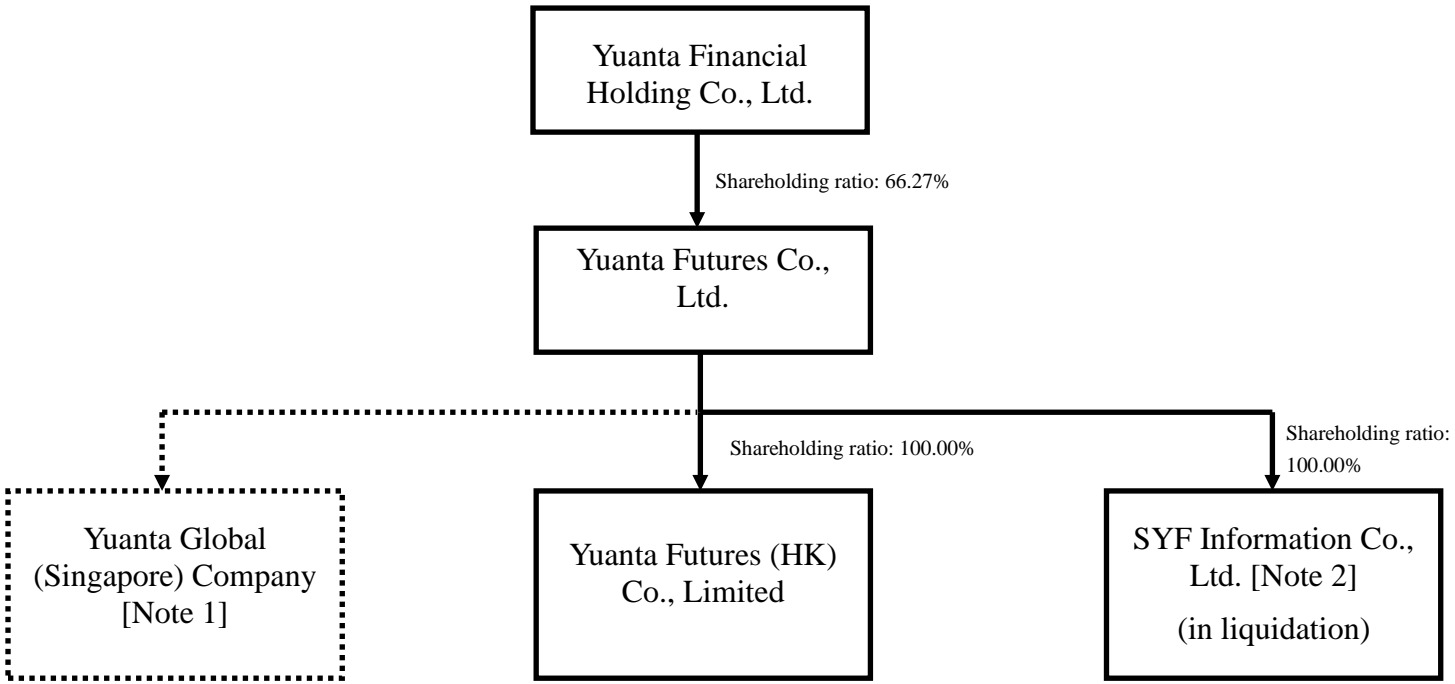 Yuanta Financial
Holding Co., Ltd.
Shareholding ratio: 66.27%
Yuanta Futures Co.,
Ltd.
Shareholding ratio: 100.00%
Shareholding ratio:
100.00%
Yuanta Global
(Singapore) Company
[Note 1]
Yuanta Futures (HK)
Co., Limited
SYF Information Co.,
Ltd. [Note 2]
(in liquidation)